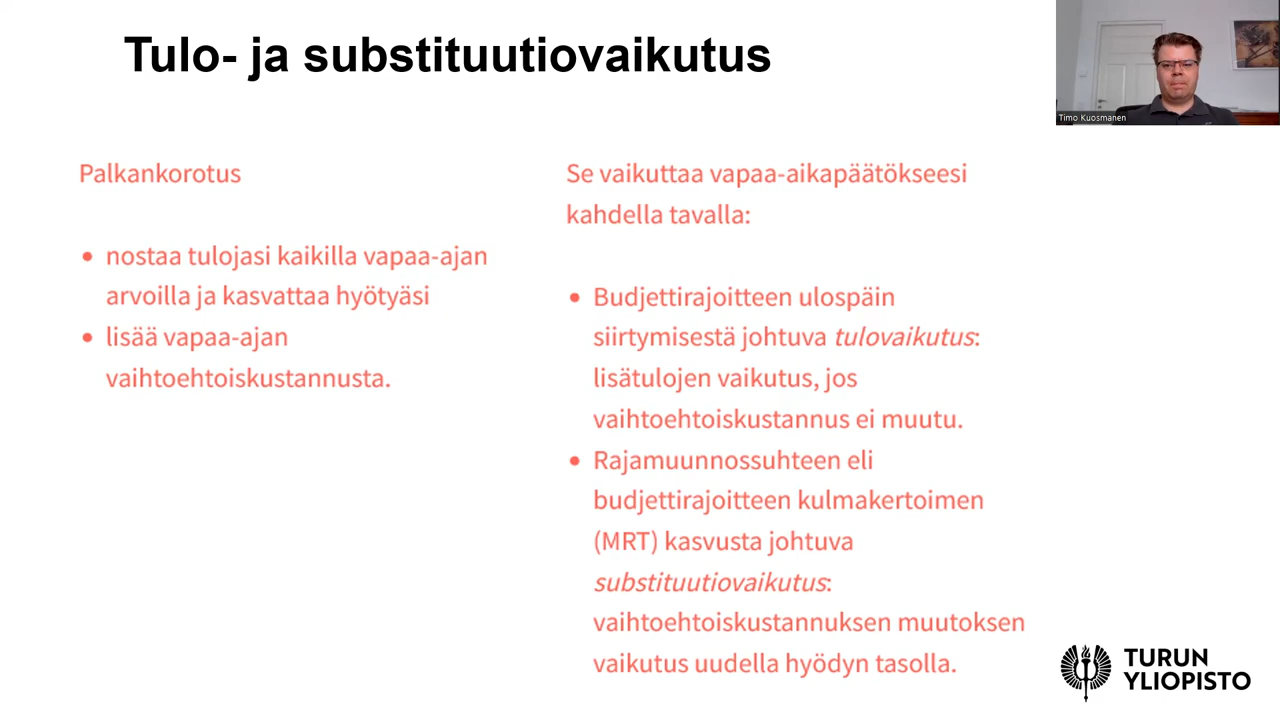 Tulo- ja substituutiovaikutus
Timo Kuosmanen
Palkankorotus
• nostaa tulojasi kaikilla vapaa-ajan
arvoilla ja kasvattaa hyötyäsi
• lisää vapaa-ajan
vaihtoehtoiskustannusta.
Se vaikuttaa vapaa-aikapäätökseesi
kahdella tavalla:
• Budjettirajoitteen ulospäin
siirtymisestä johtuva tulovaikutus:
lisätulojen vaikutus, jos
vaihtoehtoiskustannus ei muutu.
• Rajamuunnossuhteen eli
budjettirajoitteen kulmakertoimen
(MRT) kasvusta johtuva
substituutiovaikutus:
vaihtoehtoiskustannuksen muutoksen
vaikutus uudella hyödyn tasolla.
TURUN
YLIOPISTO